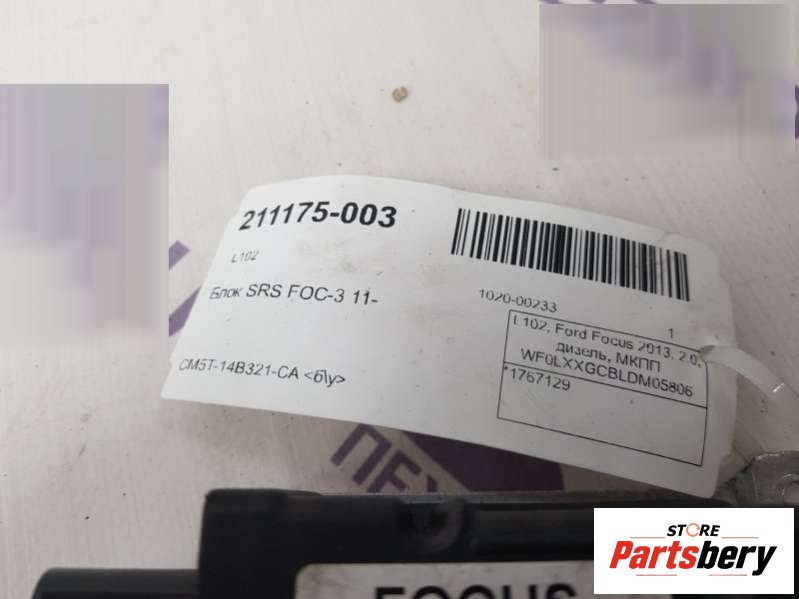 211175-003
L102
Блок SRS FOC-3 11-
CM5T-14B321-CA <б\у>
1020-00233 1
L102, Ford Focus 2013, 2.0,
дизель, МКПП
WF0LXXGCBLDM05806
*1767129
FOCUS
STORE
Partsbery